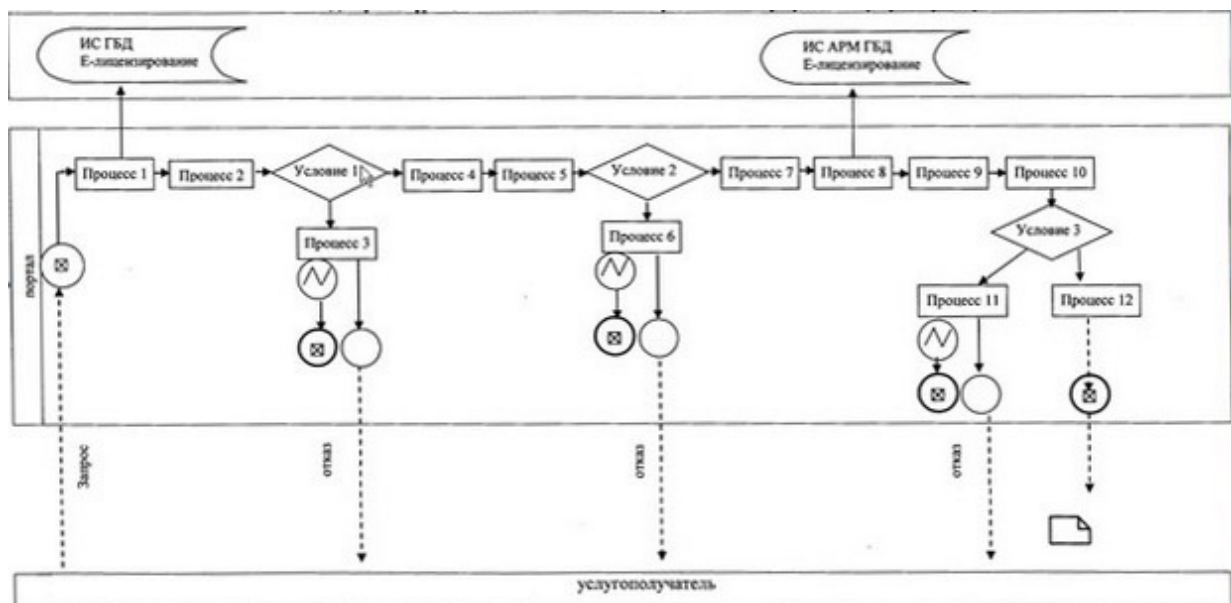 ИС ГБД
Е-лицензирование
ИС АРМ ГБД
Е-лицензирование
Процесс 1
Процесс 2
Условие 1
Процесс 4
Процесс 5
Условие 2
Процесс 7
Процесс 8
Процесс 9
Процесс 10
Процесс 3
Процесс 6
Условие 3
портал
Процесс 11
Процесс 12
Запрос
отказ
отказ
отказ
услугополучатель